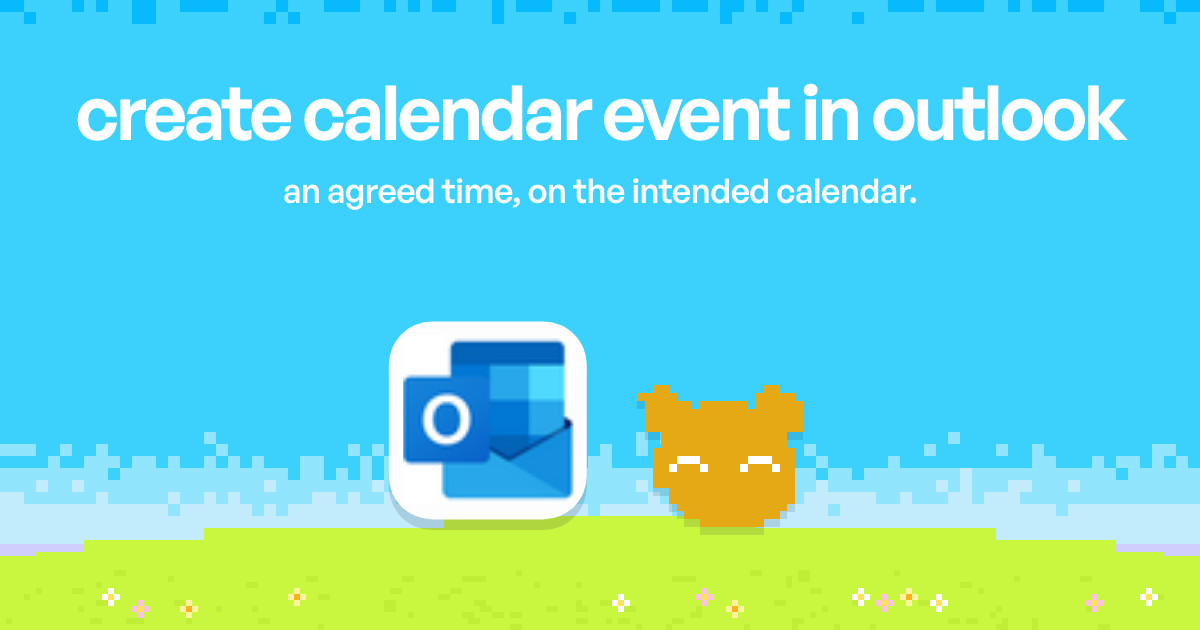 create calendar event in outlook
an agreed time, on the intended calendar.
O